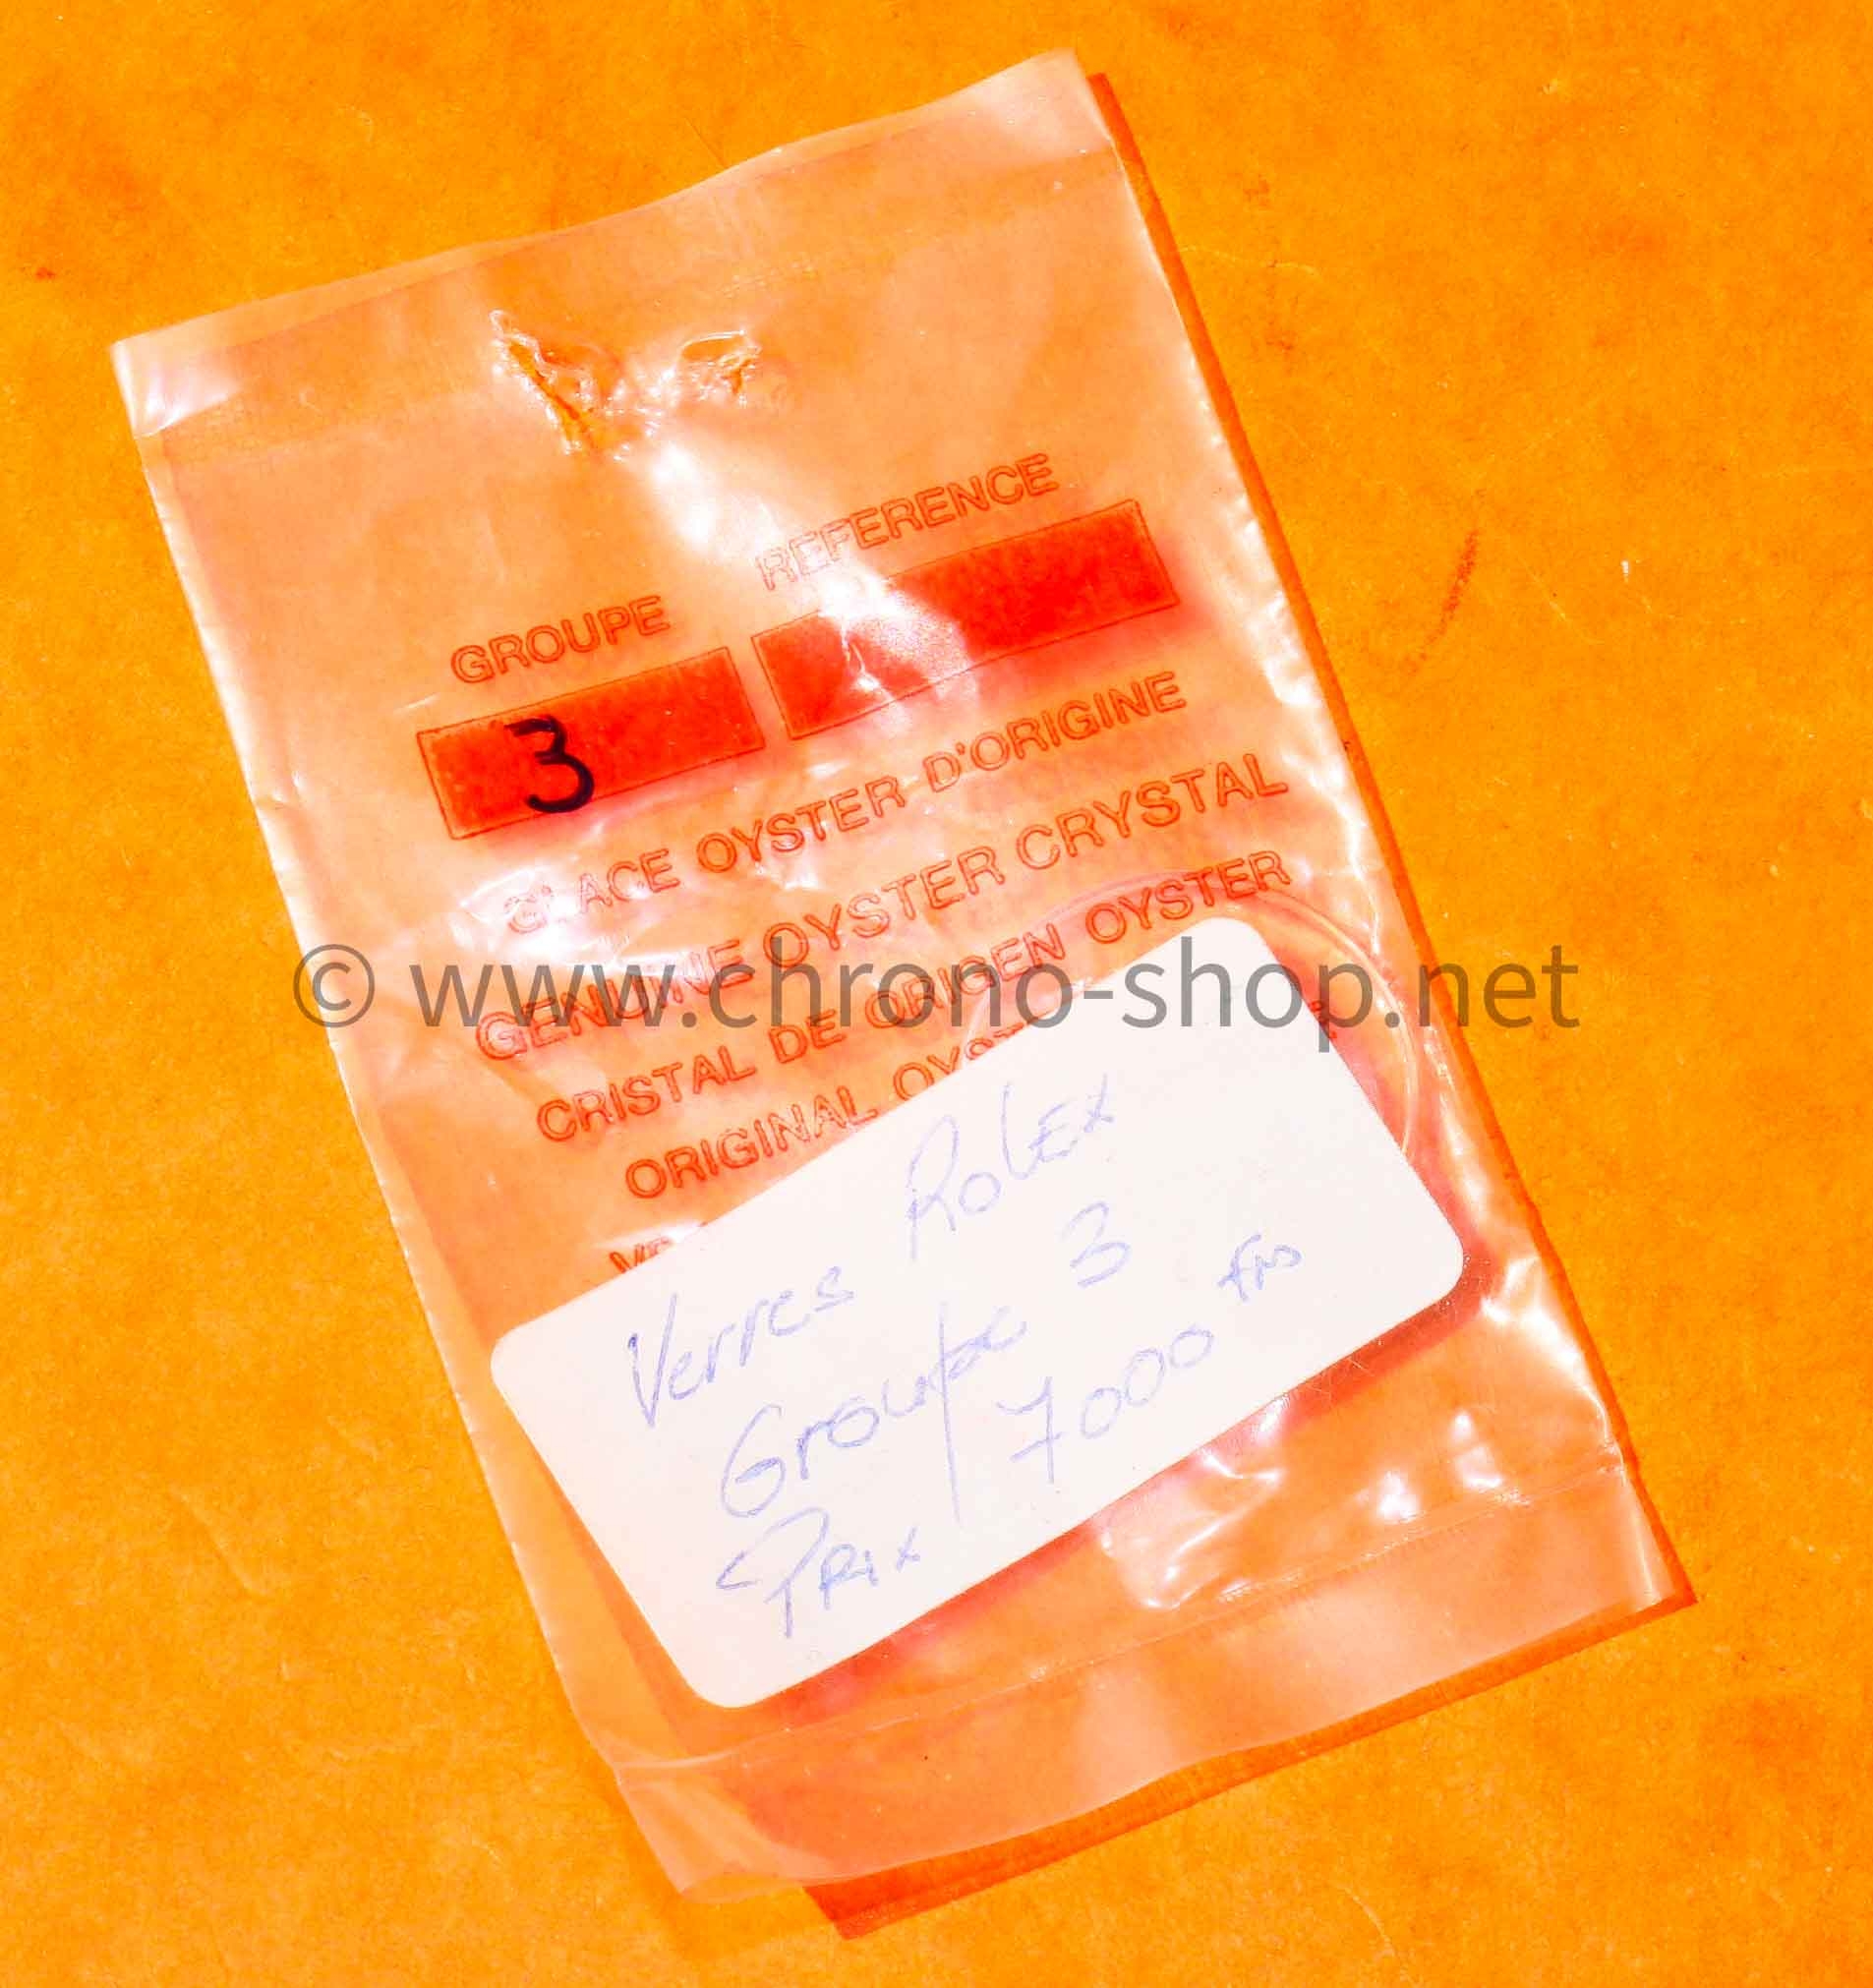 GROUPE REFERENCE
3
GLACE OYSTER D'ORIGINE
GENUINE OYSTER CRYSTAL
CRISTAL DE ORIGEN OYSTER
ORIGINAL
© www.chrono-shop.net
Verres Rolex
Groupe 3
Prix 7000 frs